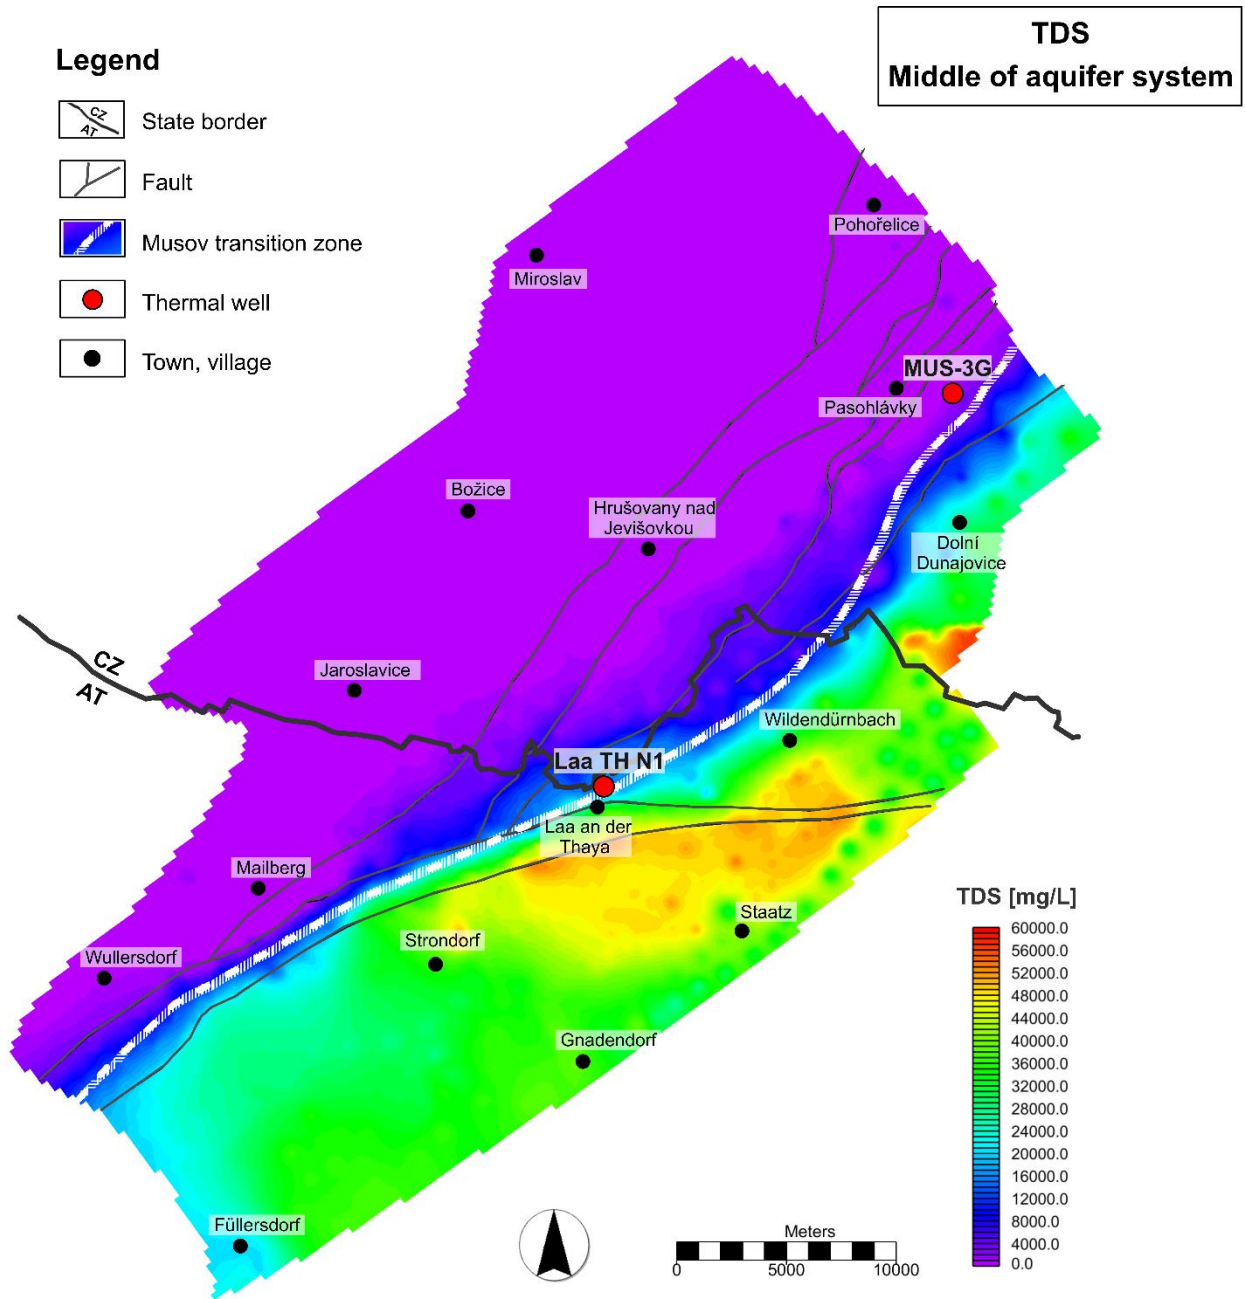 TDS
Middle of aquifer system
Legend
CZ
AT
State border
Fault
Musov transition zone
Thermal well
Town, village
Pohořelice
Miroslav
MUS-3G
Pasohlávky
Božice
Hrušovany nad
Jevišovkou
Dolní
Dunajovice
CZ
AT
Jaroslavice
Wildendürnbach
Laa TH N1
Laa an der
Thaya
Mailberg
Staatz
Strondorf
Wullersdorf
Gnadendorf
Füllersdorf
TDS [mg/L]
60000.0
56000.0
52000.0
48000.0
44000.0
40000.0
36000.0
32000.0
28000.0
24000.0
20000.0
16000.0
12000.0
8000.0
4000.0
0.0
Meters
0 5000 10000